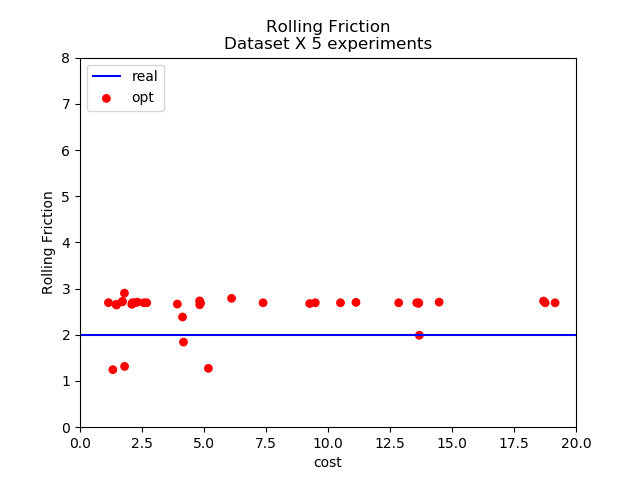 Rolling Friction
Dataset X 5 experiments
real
opt
8
7
6
5
4
3
2
1
0
Rolling Friction
0.0 2.5 5.0 7.5 10.0 12.5 15.0 17.5 20.0
cost